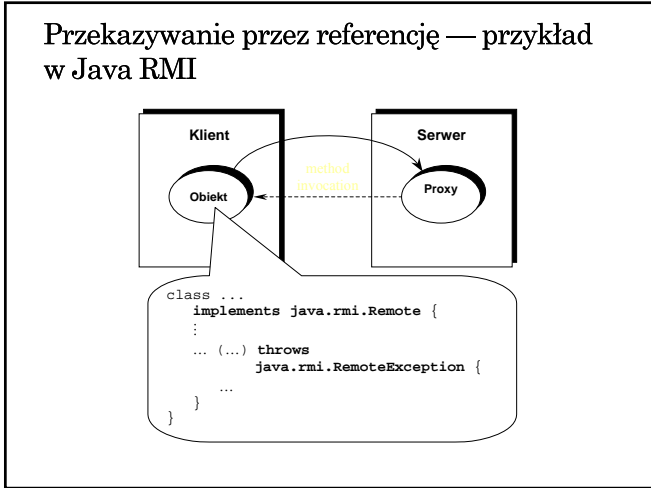 Przekazywanie przez referencję — przykład
w Java RMI
Klient
Serwer
method
invocation
Obiekt
Proxy
class ...
implements java.rmi.Remote {
⋮
... (...) throws
java.rmi.RemoteException {
...
}
}